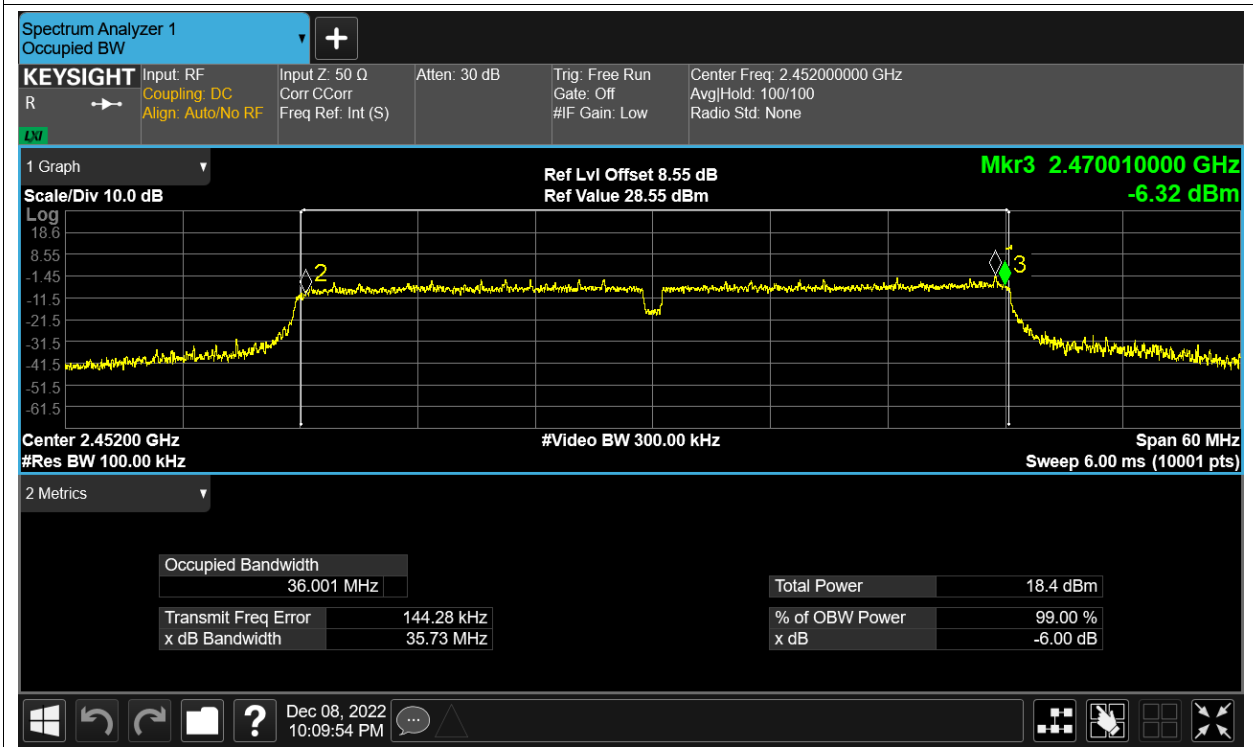 Spectrum Analyzer 1
Occupied BW
KEYSIGHT
R
LXI
Input: RF
Coupling: DC
Align: Auto/No RF
Input Z: 50 Ω
Corr CCorr
Freq Ref: Int (S)
Atten: 30 dB
Trig: Free Run
Gate: Off
#IF Gain: Low
Center Freq: 2.452000000 GHz
Avg|Hold: 100/100
Radio Std: None
1 Graph
Scale/Div 10.0 dB
Ref Lvl Offset 8.55 dB
Ref Value 28.55 dBm
Mkr3 2.470010000 GHz
-6.32 dBm
Log
18.6
8.55
-1.45
-11.5
-21.5
-31.5
-41.5
-51.5
-61.5
2
1
3
Center 2.45200 GHz
#Video BW 300.00 kHz
Span 60 MHz
#Res BW 100.00 kHz
Sweep 6.00 ms (10001 pts)
2 Metrics
Occupied Bandwidth
36.001 MHz
Transmit Freq Error 144.28 kHz
x dB Bandwidth 35.73 MHz
Total Power 18.4 dBm
% of OBW Power 99.00 %
x dB -6.00 dB
?
Dec 08, 2022
10:09:54 PM